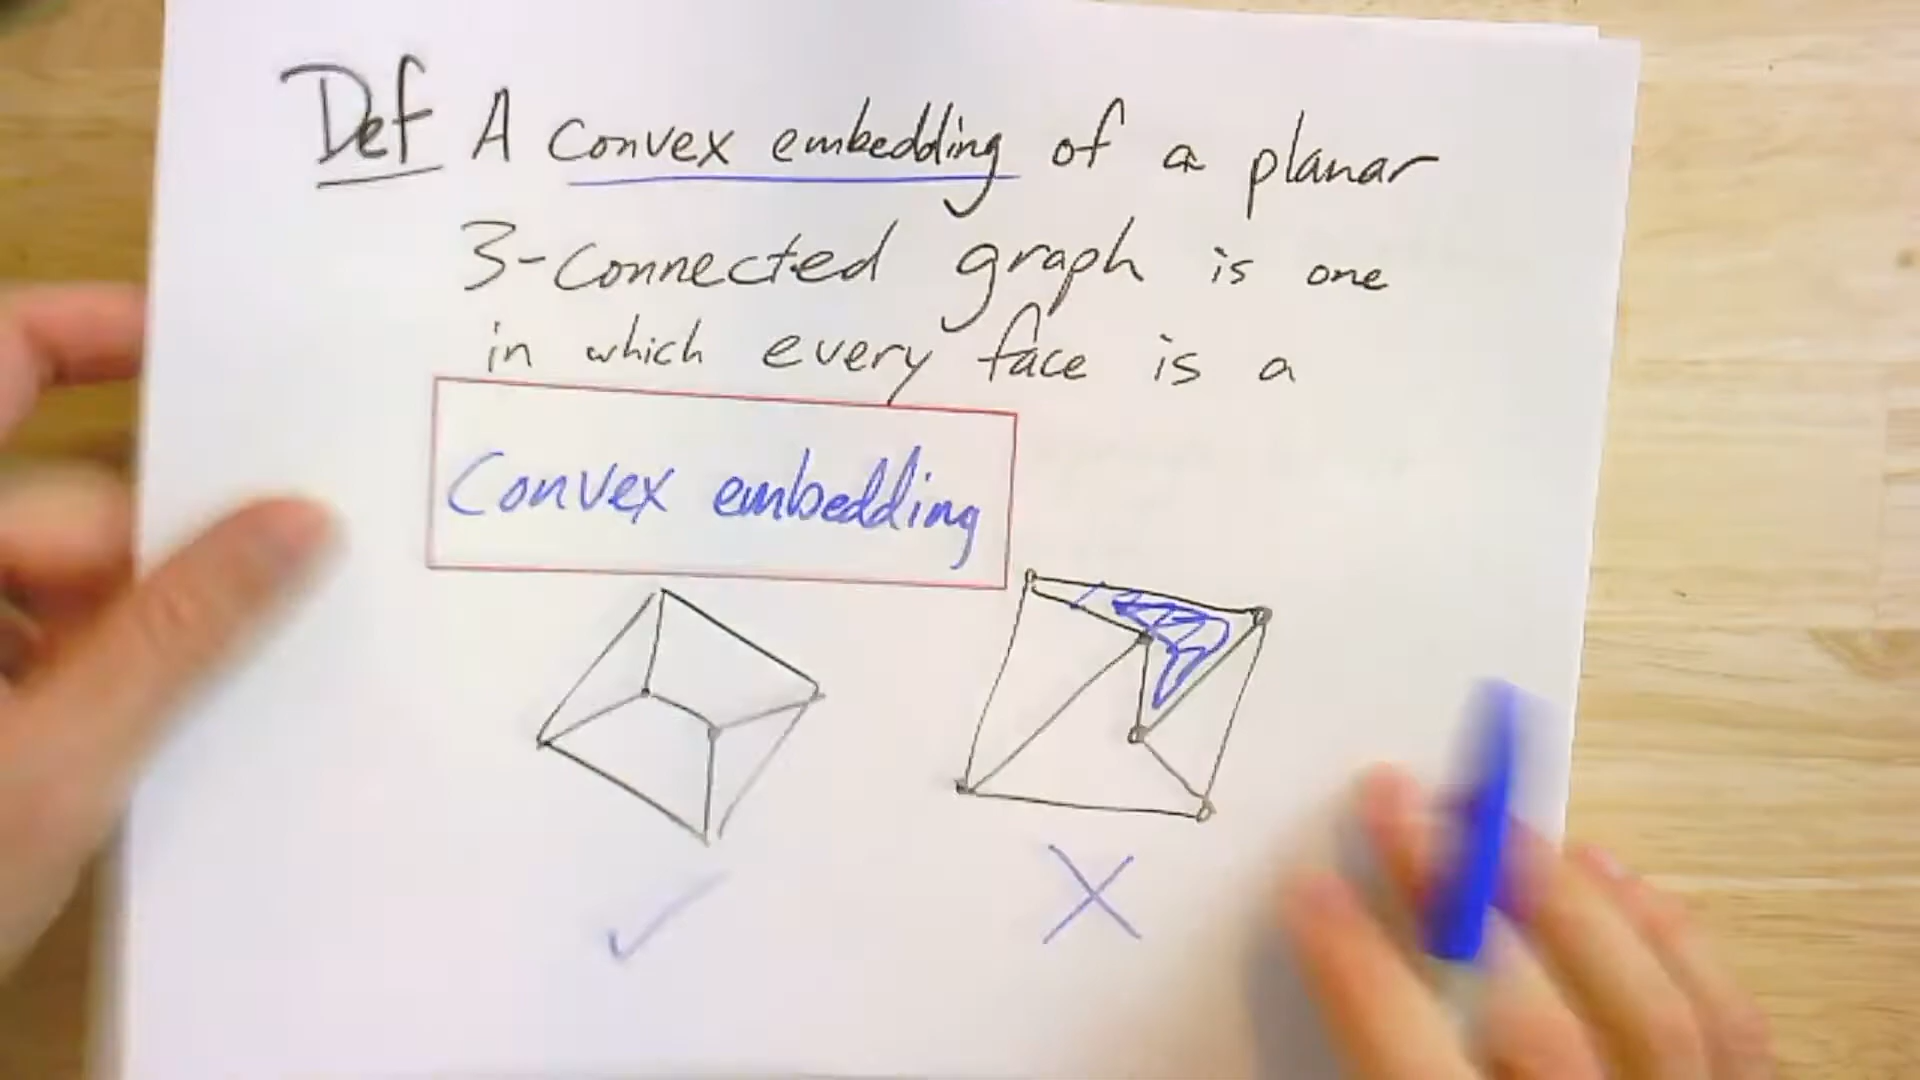 Def A convex embedding of a planar
3-connected graph is one
in which every face is a
Convex embedding